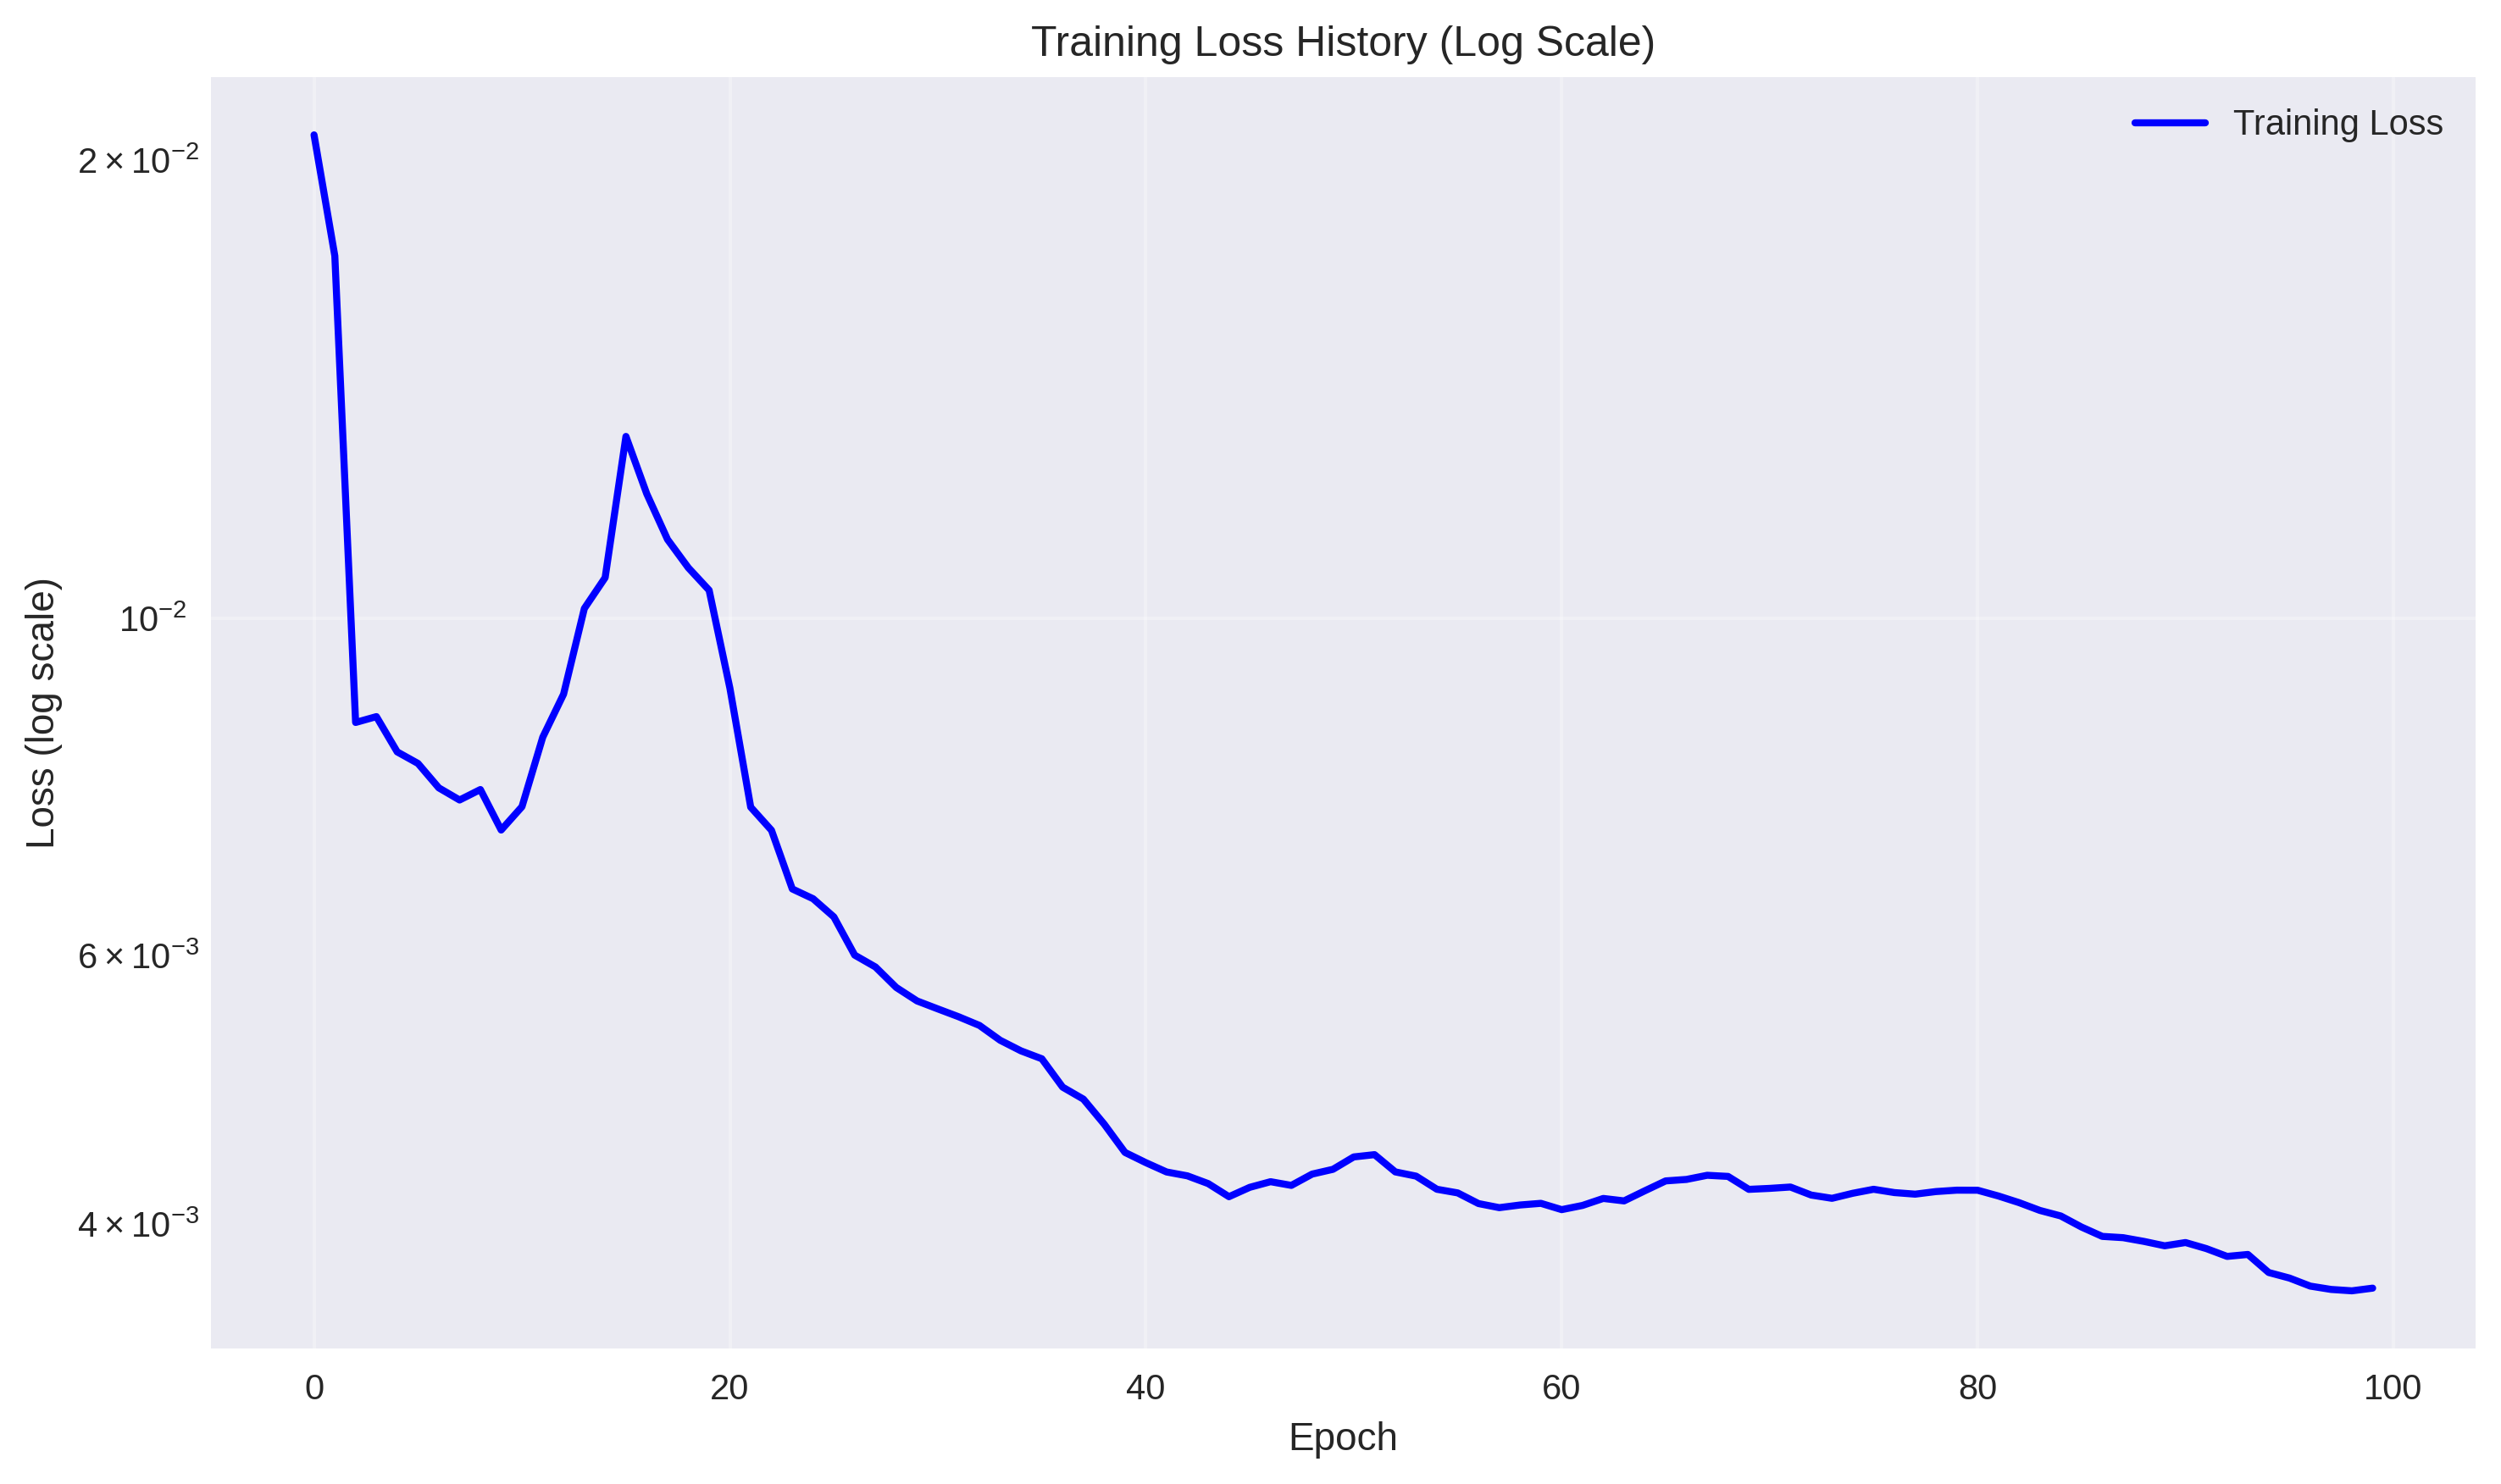 Training Loss History (Log Scale)
Training Loss
2 × 10⁻²
10⁻²
6 × 10⁻³
4 × 10⁻³
Loss (log scale)
0 20 40 60 80 100
Epoch